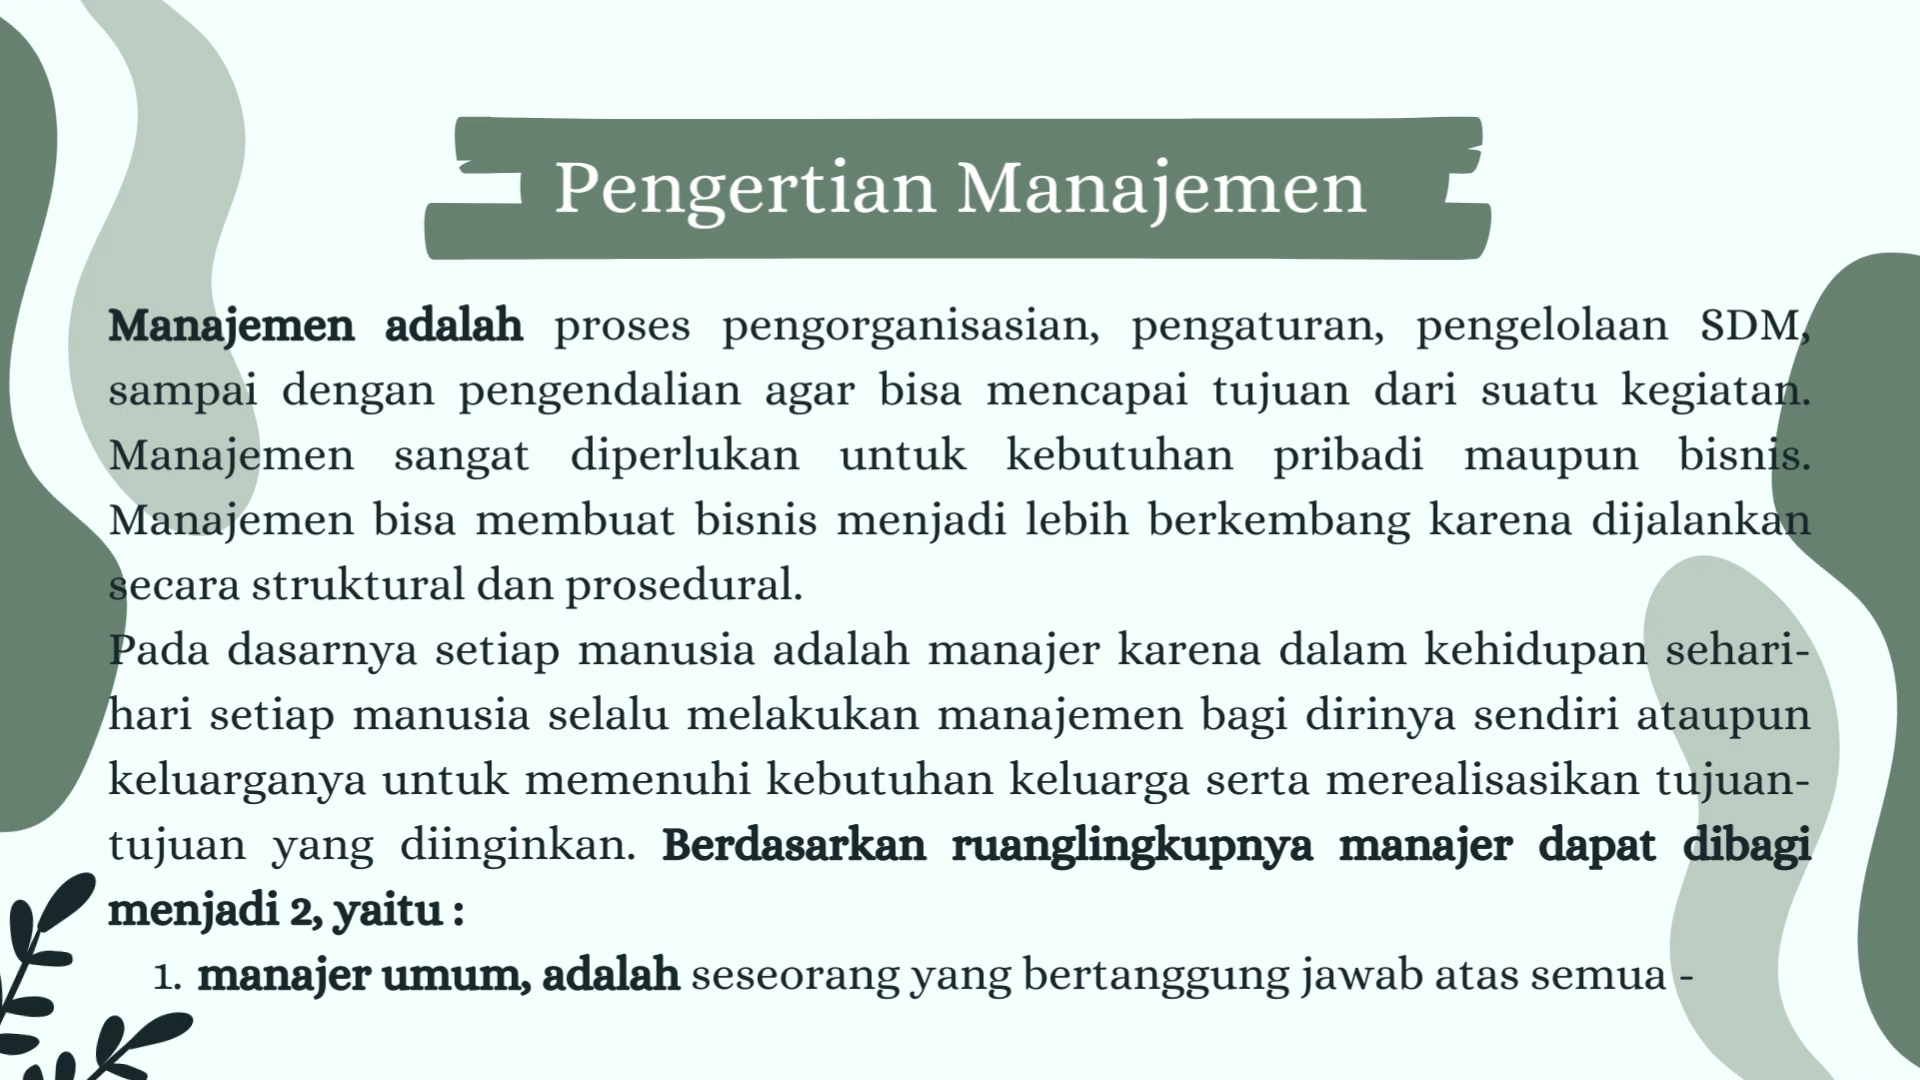 Pengertian Manajemen
Manajemen adalah proses pengorganisasian, pengaturan, pengelolaan SDM,
sampai dengan pengendalian agar bisa mencapai tujuan dari suatu kegiatan.
Manajemen sangat diperlukan untuk kebutuhan pribadi maupun bisnis.
Manajemen bisa membuat bisnis menjadi lebih berkembang karena dijalankan
secara struktural dan prosedural.
Pada dasarnya setiap manusia adalah manajer karena dalam kehidupan sehari-
hari setiap manusia selalu melakukan manajemen bagi dirinya sendiri ataupun
keluarganya untuk memenuhi kebutuhan keluarga serta merealisasikan tujuan-
tujuan yang diinginkan. Berdasarkan ruanglingkupnya manajer dapat dibagi
menjadi 2, yaitu :
1. manajer umum, adalah seseorang yang bertanggung jawab atas semua -